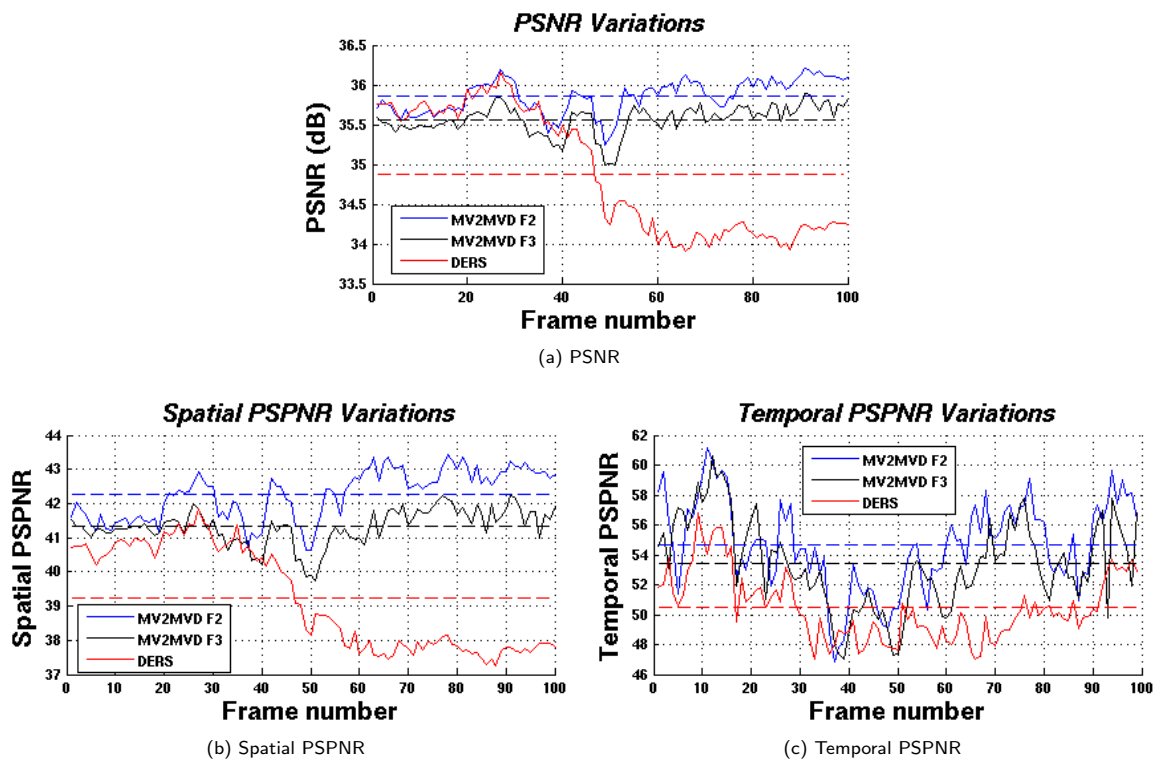 PSNR Variations
36.5
36
35.5
35
34.5
34
33.5
PSNR (dB)
MV2MVD F2
MV2MVD F3
DERS
0 20 40 60 80 100
Frame number
(a) PSNR
Spatial PSPNR Variations
44
43
42
41
40
39
38
37
Spatial PSPNR
MV2MVD F2
MV2MVD F3
DERS
0 10 20 30 40 50 60 70 80 90 100
Frame number
(b) Spatial PSPNR
Temporal PSPNR Variations
62
60
58
56
54
52
50
48
46
Temporal PSPNR
MV2MVD F2
MV2MVD F3
DERS
0 10 20 30 40 50 60 70 80 90 100
Frame number
(c) Temporal PSPNR